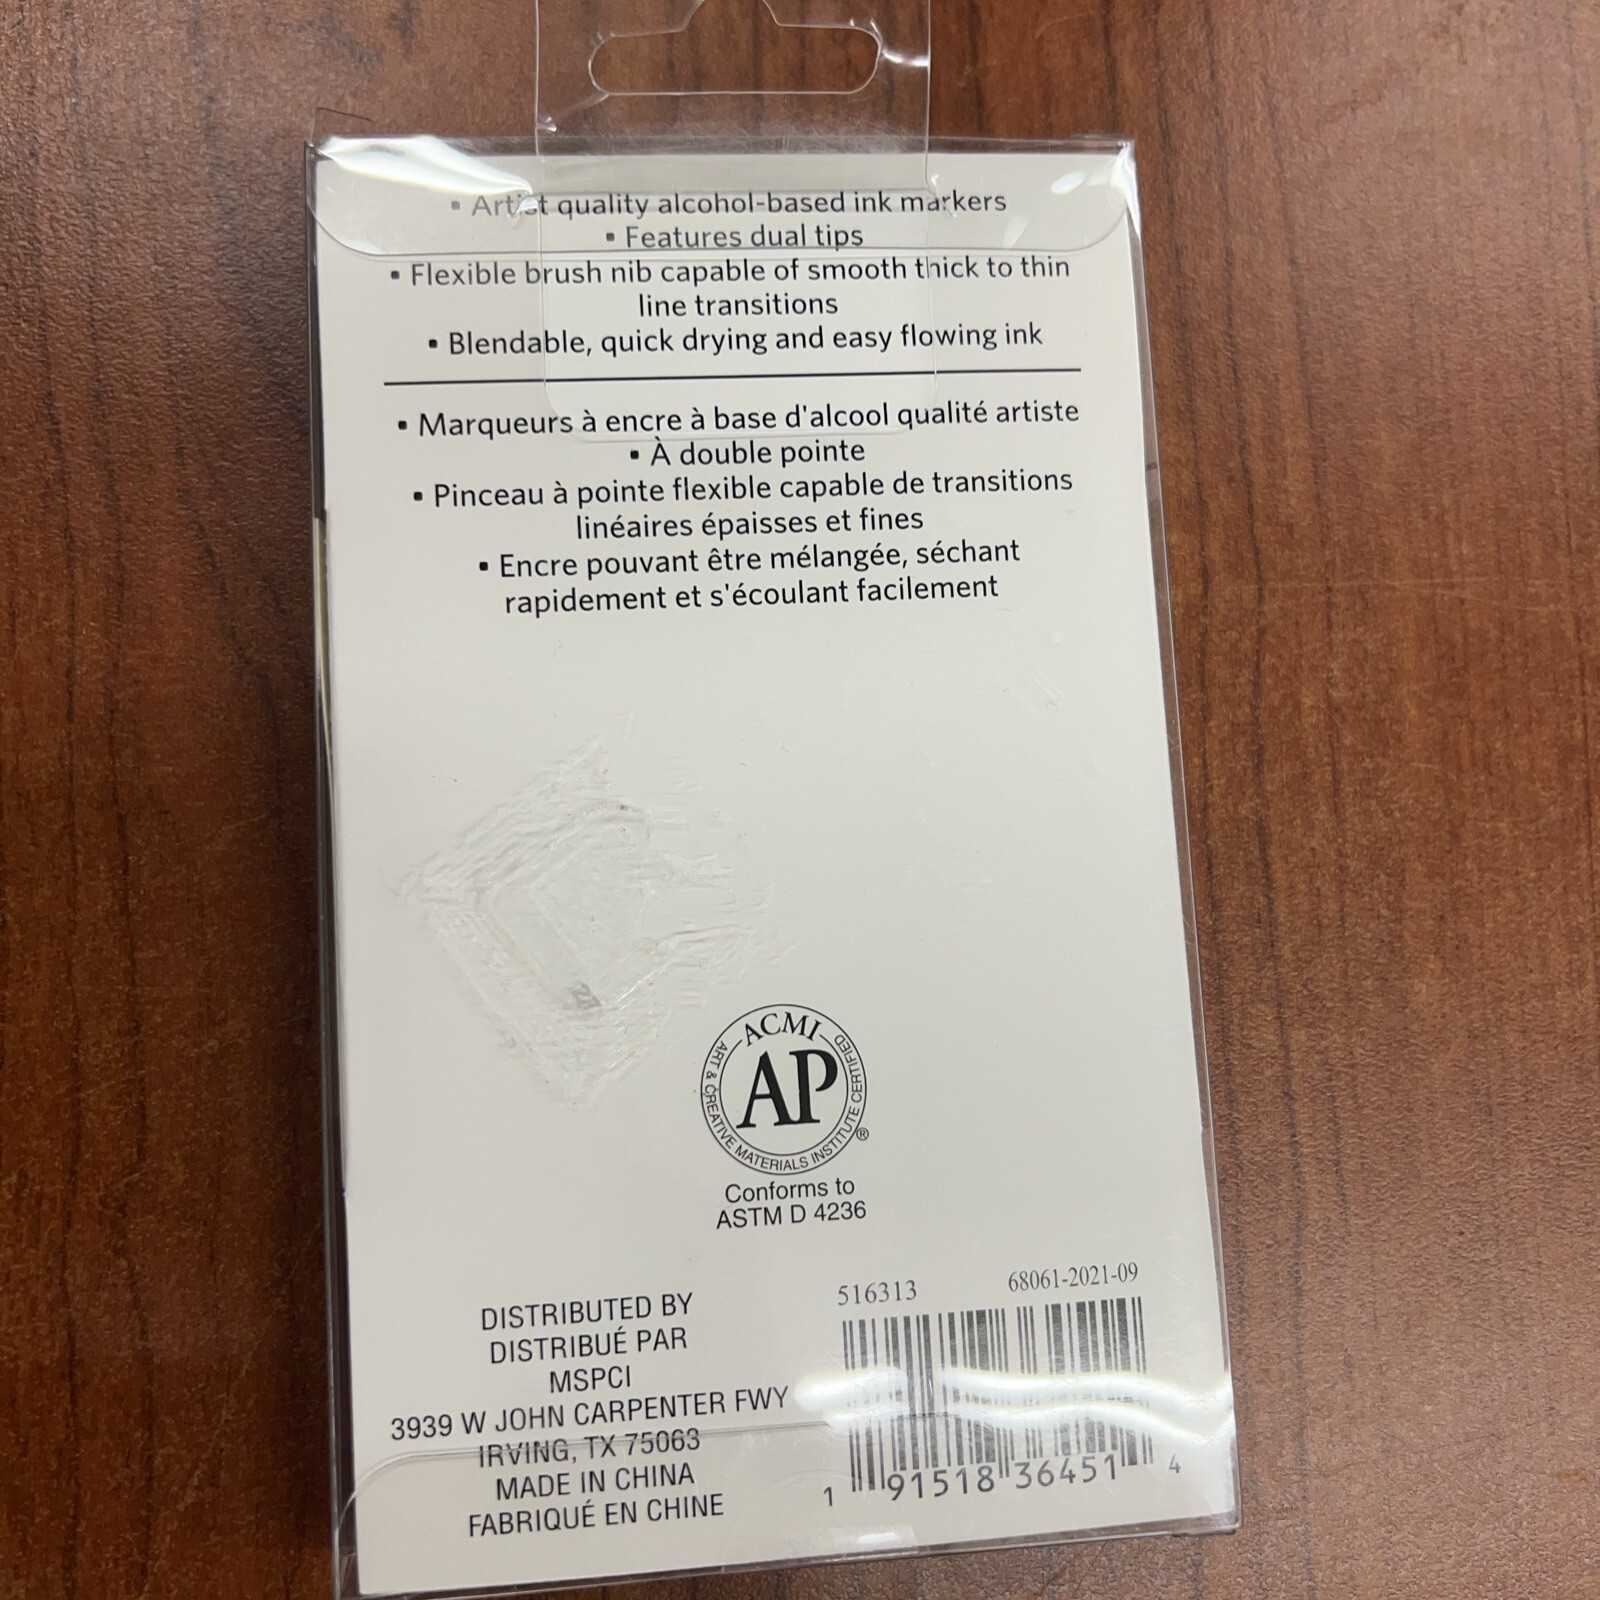 ▪ Artist quality alcohol-based ink markers
▪ Features dual tips
▪ Flexible brush nib capable of smooth thick to thin
line transitions
▪ Blendable, quick drying and easy flowing ink
▪ Marqueurs à encre à base d'alcool qualité artiste
▪ À double pointe
▪ Pinceau à pointe flexible capable de transitions
linéaires épaisses et fines
▪ Encre pouvant être mélangée, séchant
rapidement et s'écoulant facilement
ACMI
AP
ART & CREATIVE MATERIALS INSTITUTE CERTIFIED
®
Conforms to
ASTM D 4236
DISTRIBUTED BY
DISTRIBUÉ PAR
MSPCI
3939 W JOHN CARPENTER FWY
IRVING, TX 75063
MADE IN CHINA
FABRIQUÉ EN CHINE
516313 68061-2021-09
1 91518 36451 4